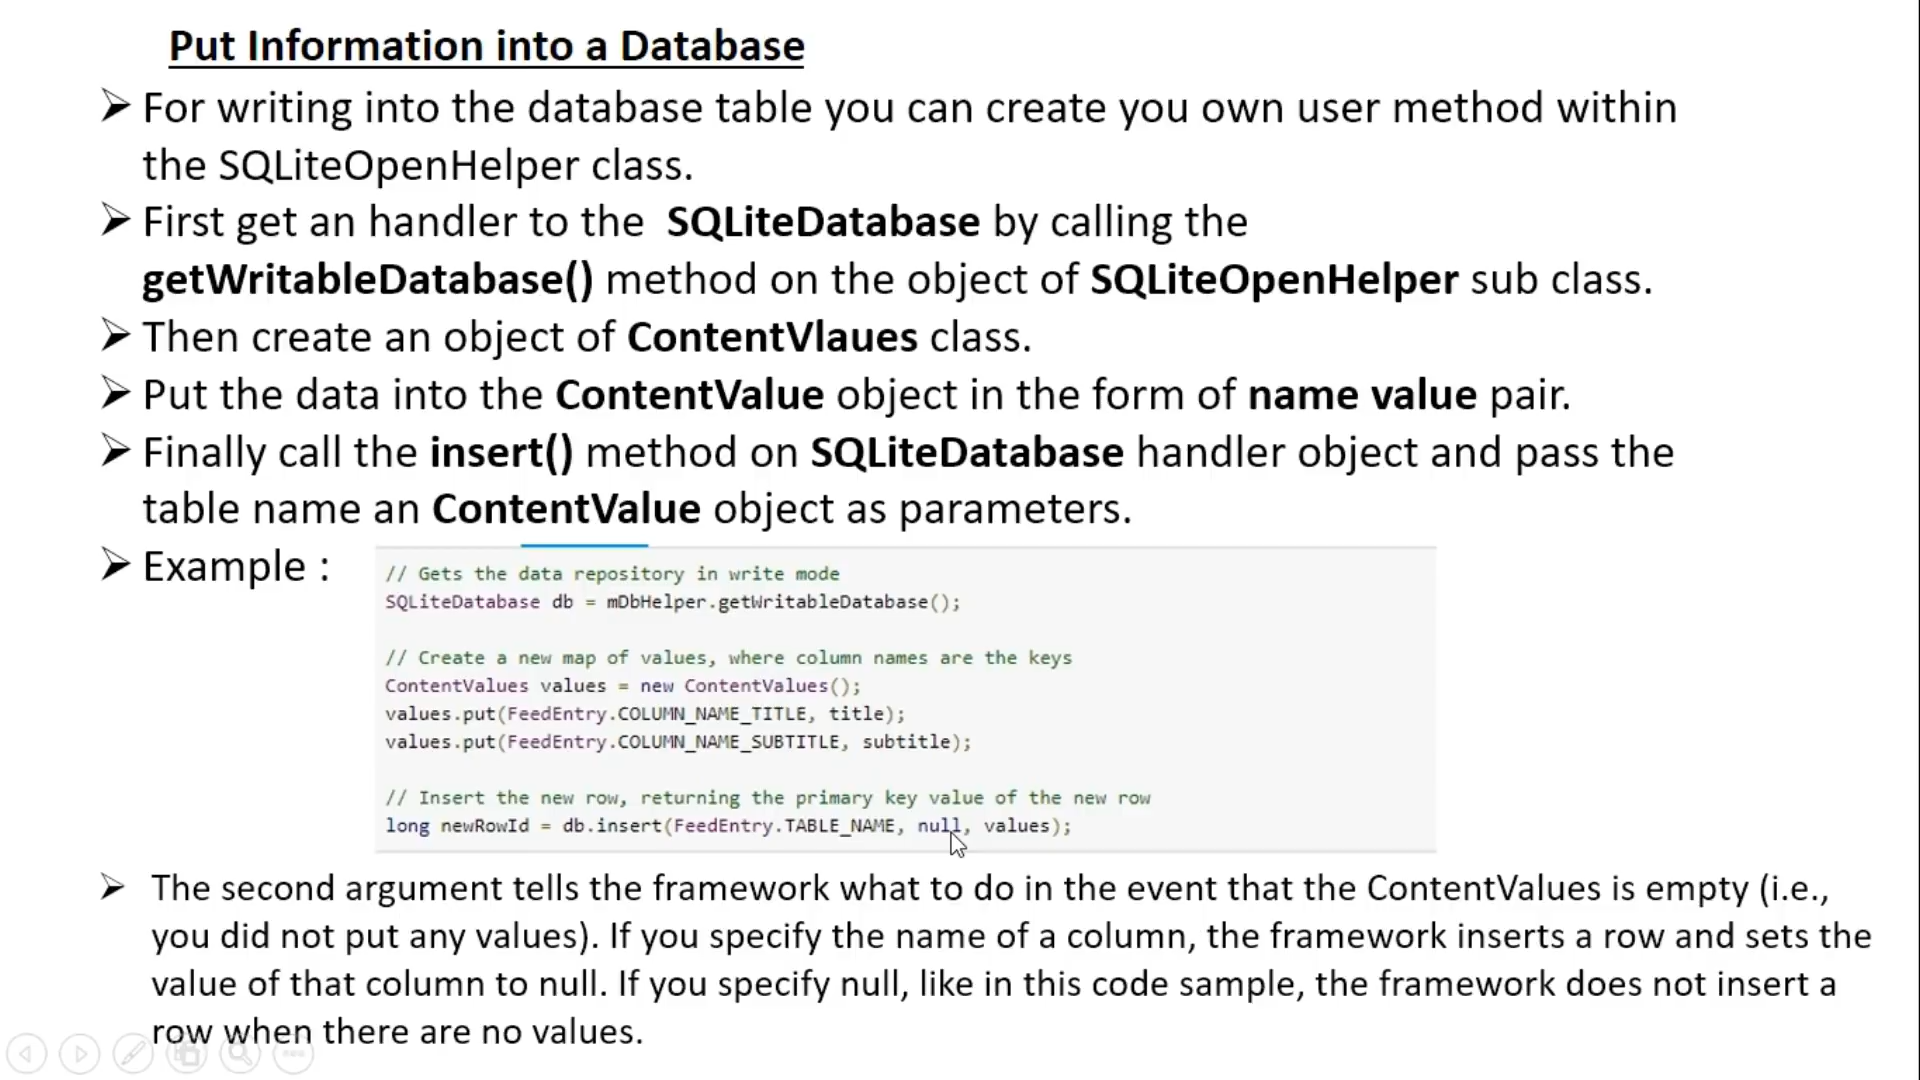 Put Information into a Database
➢ For writing into the database table you can create you own user method within
the SQLiteOpenHelper class.
➢ First get an handler to the SQLiteDatabase by calling the
getWritableDatabase() method on the object of SQLiteOpenHelper sub class.
➢ Then create an object of ContentVlaues class.
➢ Put the data into the ContentValue object in the form of name value pair.
➢ Finally call the insert() method on SQLiteDatabase handler object and pass the
table name an ContentValue object as parameters.
➢ Example :
// Gets the data repository in write mode
SQLiteDatabase db = mDbHelper.getWritableDatabase();
// Create a new map of values, where column names are the keys
ContentValues values = new ContentValues();
values.put(FeedEntry.COLUMN_NAME_TITLE, title);
values.put(FeedEntry.COLUMN_NAME_SUBTITLE, subtitle);
// Insert the new row, returning the primary key value of the new row
long newRowId = db.insert(FeedEntry.TABLE_NAME, null, values);
➢ The second argument tells the framework what to do in the event that the ContentValues is empty (i.e.,
you did not put any values). If you specify the name of a column, the framework inserts a row and sets the
value of that column to null. If you specify null, like in this code sample, the framework does not insert a
row when there are no values.